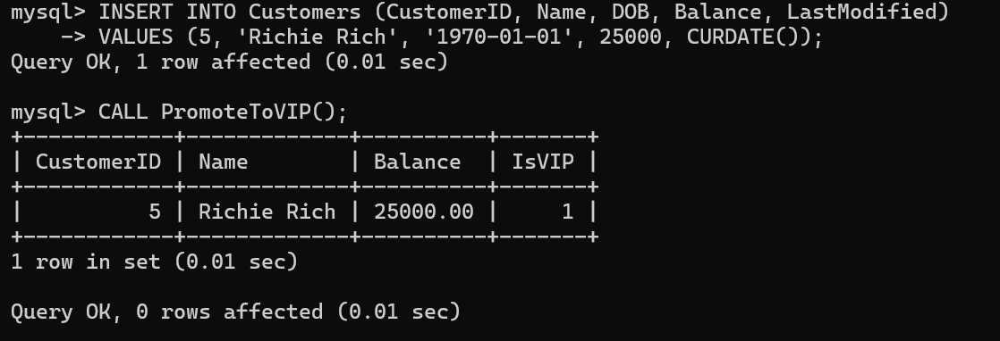 mysql> INSERT INTO Customers (CustomerID, Name, DOB, Balance, LastModified)
    -> VALUES (5, 'Richie Rich', '1970-01-01', 25000, CURDATE());
Query OK, 1 row affected (0.01 sec)

mysql> CALL PromoteToVIP();
+------------+-------------+----------+-------+
| CustomerID | Name        | Balance  | IsVIP |
+------------+-------------+----------+-------+
|          5 | Richie Rich | 25000.00 |     1 |
+------------+-------------+----------+-------+
1 row in set (0.01 sec)

Query OK, 0 rows affected (0.01 sec)